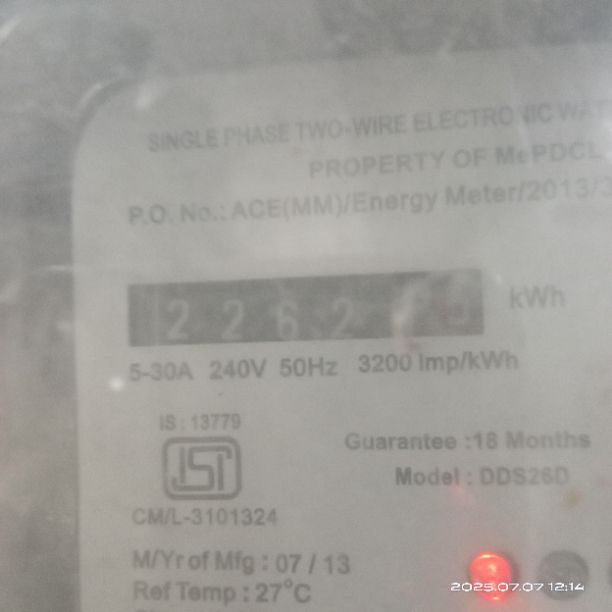 SINGLE PHASE TWO-WIRE ELECTRONIC WAT
PROPERTY OF MePDCL
P.O. No.: ACE(MM)/Energy Meter/2013/
2 2 6 2
kWh
5-30A 240V 50Hz 3200 Imp/kWh
IS : 13779
Guarantee :18 Months
Model : DDS26D
CM/L-3101324
M/Yr of Mfg : 07 / 13
Ref Temp : 27°C
2025.07.07 12:14